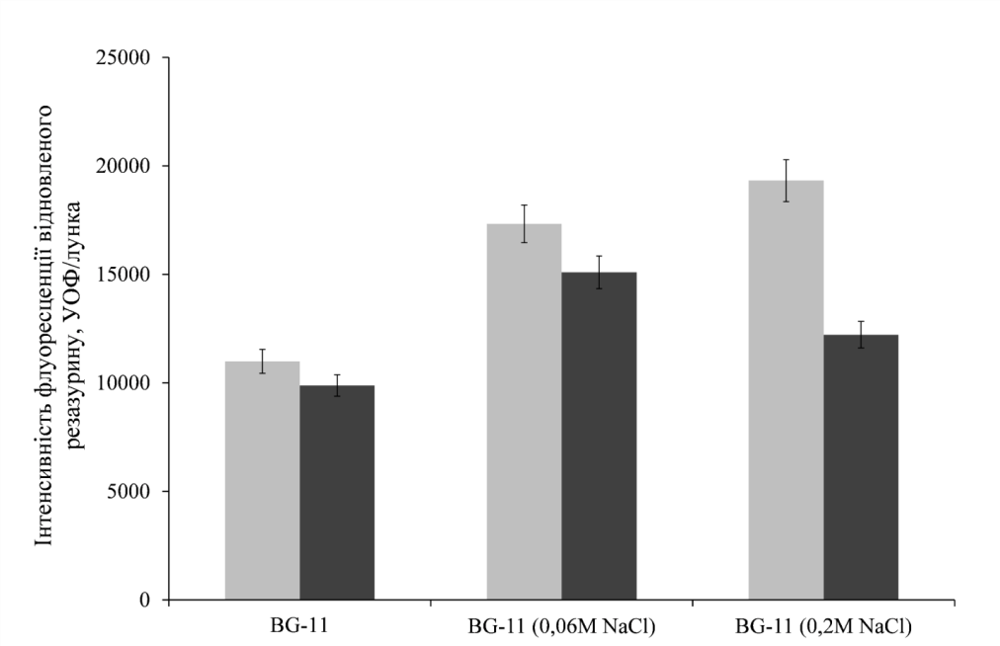 Інтенсивність флуоресценції відновленого
резазурину, УОФ/лунка
25000
20000
15000
10000
5000
0
BG-11
BG-11 (0,06M NaCl)
BG-11 (0,2M NaCl)